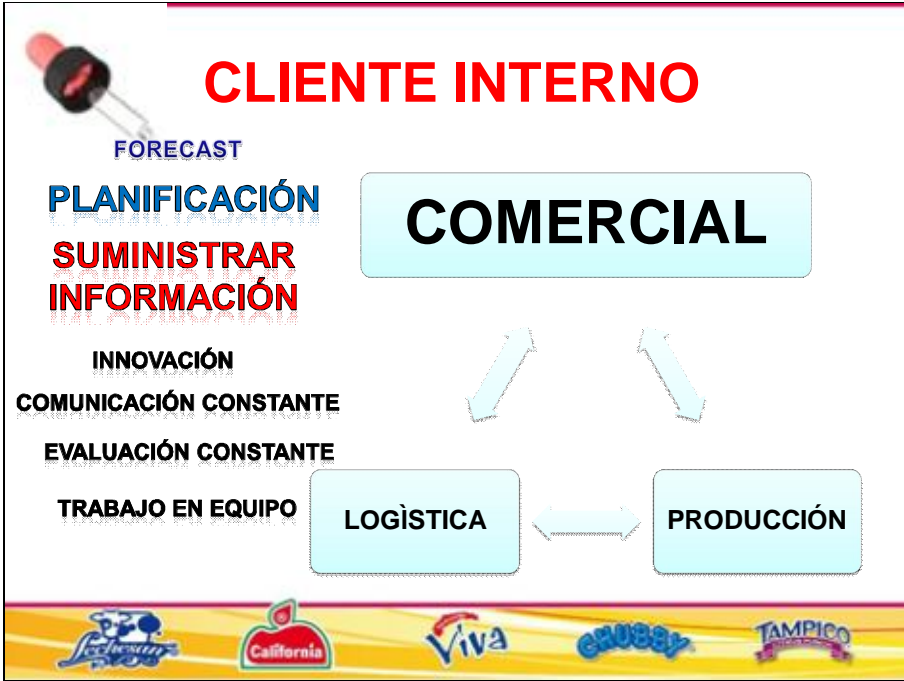 CLIENTE INTERNO
FORECAST
PLANIFICACIÓN
SUMINISTRAR
INFORMACIÓN
INNOVACIÓN
COMUNICACIÓN CONSTANTE
EVALUACIÓN CONSTANTE
TRABAJO EN EQUIPO
COMERCIAL
LOGÌSTICA
PRODUCCIÓN
Lechesan
California
Viva
CHUBBY
TAMPICO